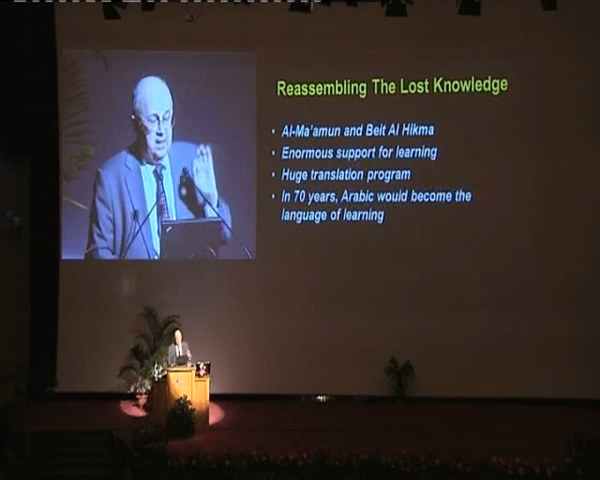 Reassembling The Lost Knowledge
• Al-Ma'amun and Beit Al Hikma
• Enormous support for learning
• Huge translation program
• In 70 years, Arabic would become the
language of learning